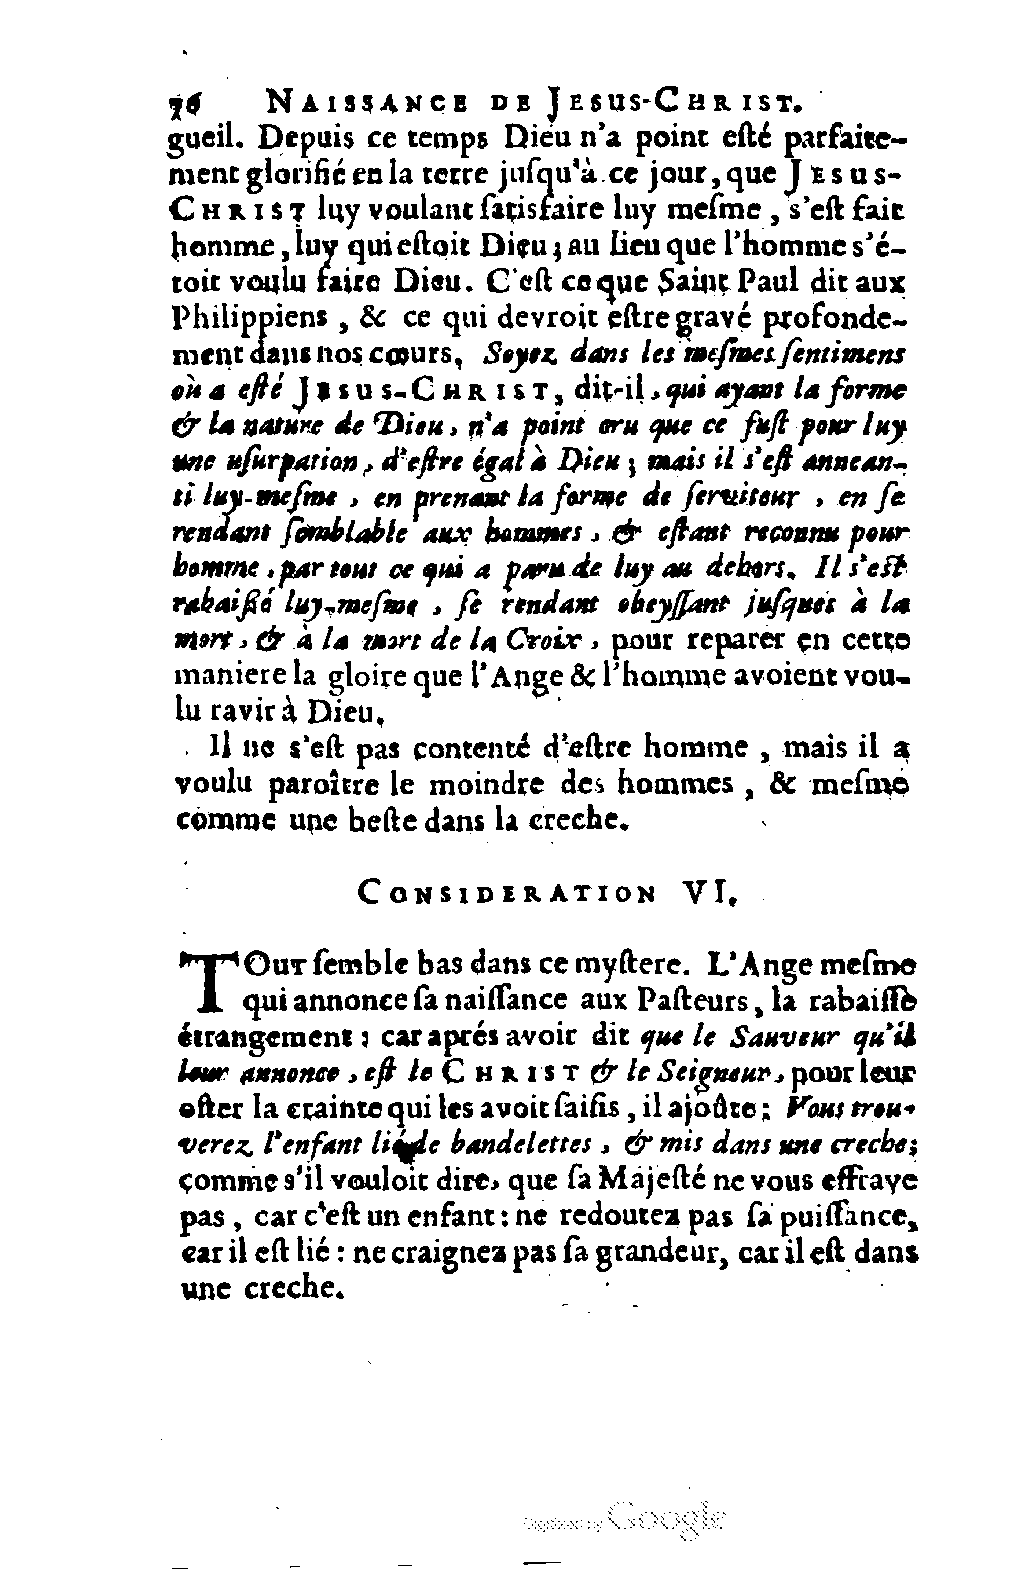 76 NAISSANCE DE JESUS-CHRIST.
gueil. Depuis ce temps Dieu n'a point eſté parfaite-
ment glorifié en la terre juſqu'à ce jour, que JESUS-
CHRIST luy voulant ſatisfaire luy meſme, s'eſt fait
homme, luy qui eſtoit Dieu; au lieu que l'homme s'é-
toit voulu faire Dieu. C'eſt ce que Saint Paul dit aux
Philippiens, & ce qui devroit eſtre gravé profonde-
ment dans nos cœurs, Soyez dans les meſmes ſentimens
où a eſté JESUS-CHRIST, dit-il, qui ayant la forme
& la nature de Dieu, n'a point cru que ce fuſt pour luy
une uſurpation, d'eſtre égal à Dieu; mais il s'eſt annean-
ti luy-meſme, en prenant la forme de ſerviteur, en ſe
rendant ſemblable aux hommes, & eſtant reconnu pour
homme, par tout ce qui a paru de luy au dehors. Il s'eſt
rabaiſſé luy-meſme, ſe rendant obeyſſant juſques à la
mort, & à la mort de la Croix, pour reparer en cette
maniere la gloire que l'Ange & l'homme avoient vou-
lu ravir à Dieu.
Il ne s'eſt pas contenté d'eſtre homme, mais il a
voulu paroître le moindre des hommes, & meſme
comme une beſte dans la creche.
CONSIDERATION VI.
TOUT ſemble bas dans ce myſtere. L'Ange meſme
qui annonce ſa naiſſance aux Paſteurs, la rabaiſſe
étrangement; car aprés avoir dit que le Sauveur qu'il
leur annonce, eſt le CHRIST & le Seigneur, pour leur
oſter la crainte qui les avoit ſaiſis, il ajoûte; Vous trou-
verez l'enfant lié de bandelettes, & mis dans une creche;
comme s'il vouloit dire, que ſa Majeſté ne vous effraye
pas, car c'eſt un enfant: ne redoutez pas ſa puiſſance,
car il eſt lié: ne craignez pas ſa grandeur, car il eſt dans
une creche.
Digitized by Google